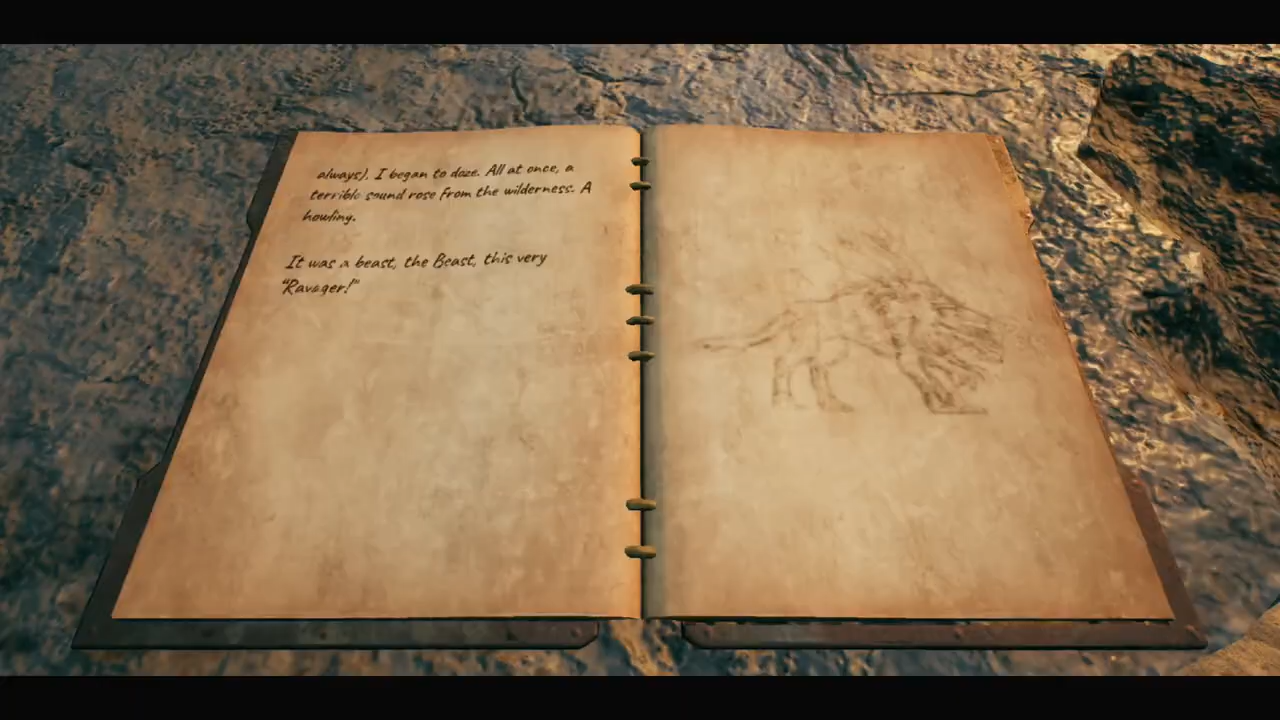 always), I began to doze. All at once, a
terrible sound rose from the wilderness. A
howling.
It was a beast, the Beast, this very
"Ravager!"